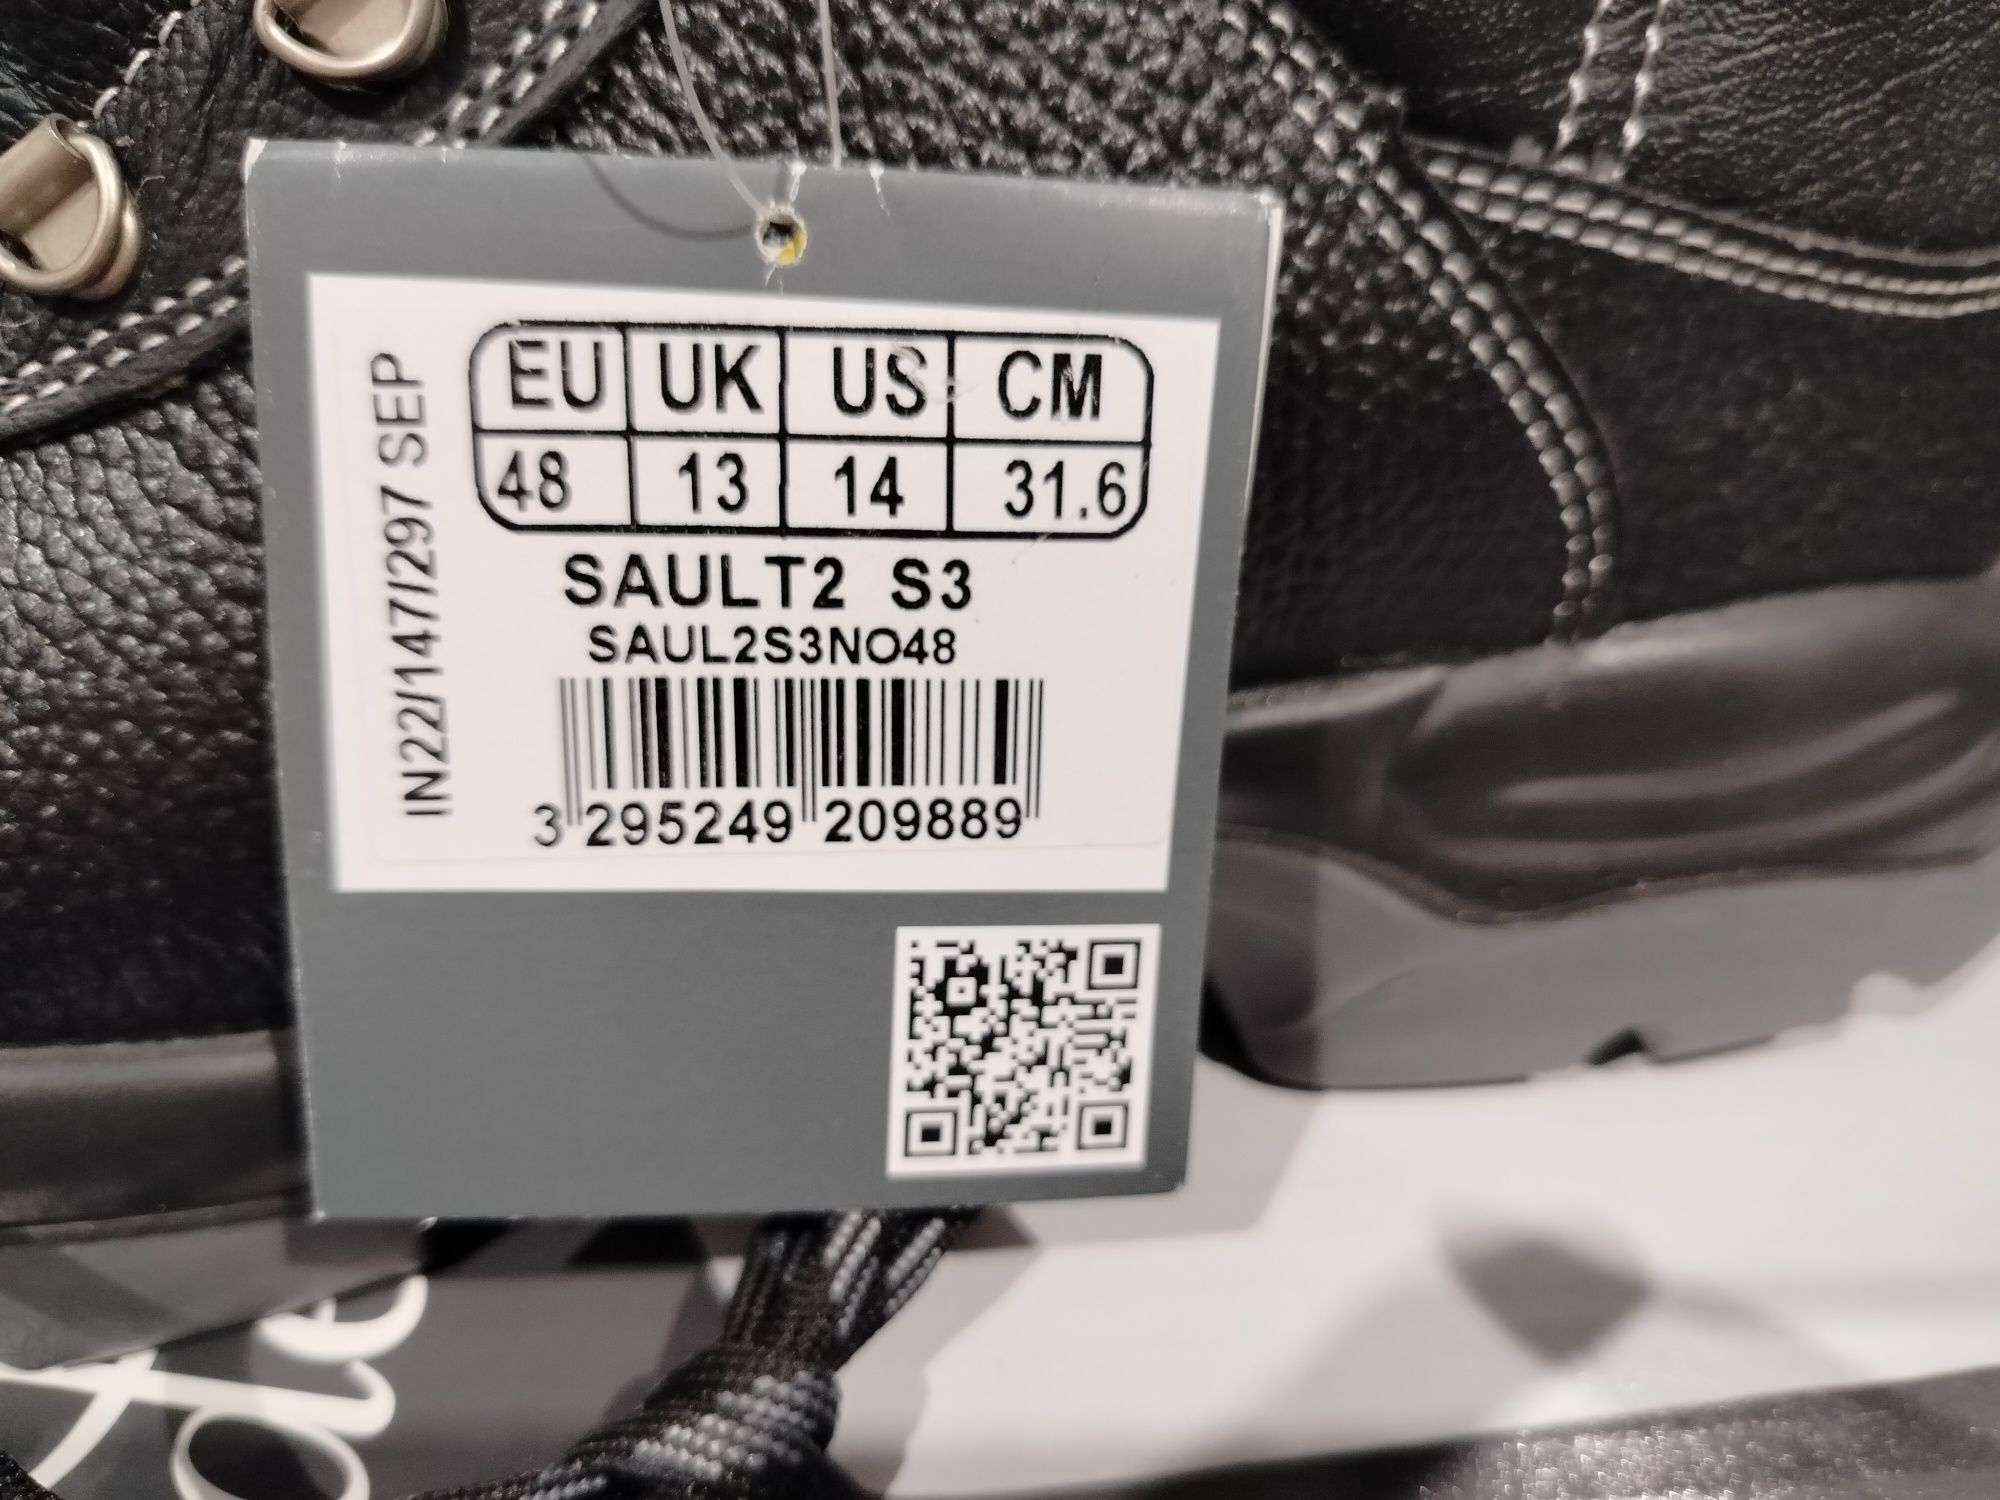 EU UK US CM
48 13 14 31.6
SAULT2 S3
SAUL2S3NO48
3 295249 209889
IN22/147/297 SEP